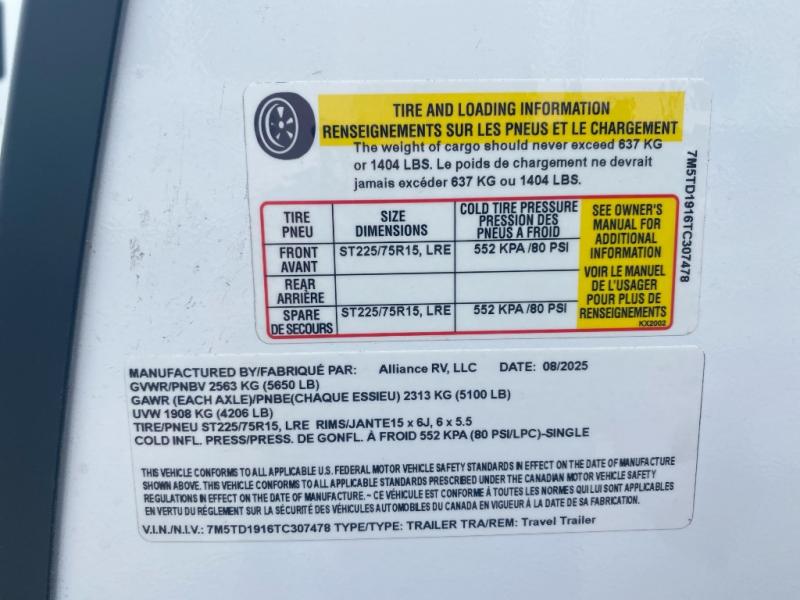 TIRE AND LOADING INFORMATION
RENSEIGNEMENTS SUR LES PNEUS ET LE CHARGEMENT
The weight of cargo should never exceed 637 KG
or 1404 LBS. Le poids de chargement ne devrait
jamais excéder 637 KG ou 1404 LBS.
TIRE PNEU SIZE DIMENSIONS COLD TIRE PRESSURE PRESSION DES PNEUS A FROID
FRONT AVANT ST225/75R15, LRE 552 KPA /80 PSI
REAR ARRIÈRE
SPARE DE SECOURS ST225/75R15, LRE 552 KPA /80 PSI
SEE OWNER'S
MANUAL FOR
ADDITIONAL
INFORMATION
VOIR LE MANUEL
DE L'USAGER
POUR PLUS DE
RENSEIGNEMENTS
KX2002
7M5TD1916TC307478
MANUFACTURED BY/FABRIQUÉ PAR: Alliance RV, LLC DATE: 08/2025
GVWR/PNBV 2563 KG (5650 LB)
GAWR (EACH AXLE)/PNBE(CHAQUE ESSIEU) 2313 KG (5100 LB)
UVW 1908 KG (4206 LB)
TIRE/PNEU ST225/75R15, LRE RIMS/JANTE15 x 6J, 6 x 5.5
COLD INFL. PRESS/PRESS. DE GONFL. À FROID 552 KPA (80 PSI/LPC)-SINGLE
THIS VEHICLE CONFORMS TO ALL APPLICABLE U.S. FEDERAL MOTOR VEHICLE SAFETY STANDARDS IN EFFECT ON THE DATE OF MANUFACTURE
SHOWN ABOVE. THIS VEHICLE CONFORMS TO ALL APPLICABLE STANDARDS PRESCRIBED UNDER THE CANADIAN MOTOR VEHICLE SAFETY
REGULATIONS IN EFFECT ON THE DATE OF MANUFACTURE. ~ CE VÉHICULE EST CONFORME À TOUTES LES NORMES QUI LUI SONT APPLICABLES
EN VERTU DU RÈGLEMENT SUR LA SÉCURITÉ DES VÉHICULES AUTOMOBILES DU CANADA EN VIGUEUR À LA DATE DE SA FABRICATION.
V.I.N./N.I.V.: 7M5TD1916TC307478 TYPE/TYPE: TRAILER TRA/REM: Travel Trailer